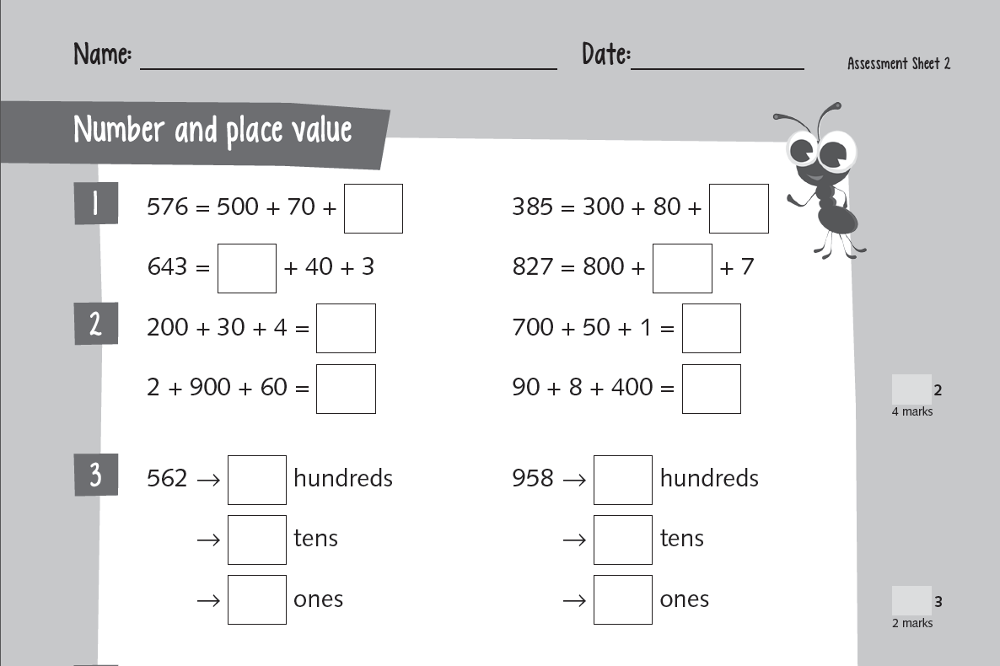 Name: Date: Assessment Sheet 2
Number and place value
1 576 = 500 + 70 + 385 = 300 + 80 +
643 = + 40 + 3 827 = 800 + + 7
2 200 + 30 + 4 = 700 + 50 + 1 =
2 + 900 + 60 = 90 + 8 + 400 = 2
4 marks
3 562 → hundreds 958 → hundreds
→ tens → tens
→ ones → ones 3
2 marks